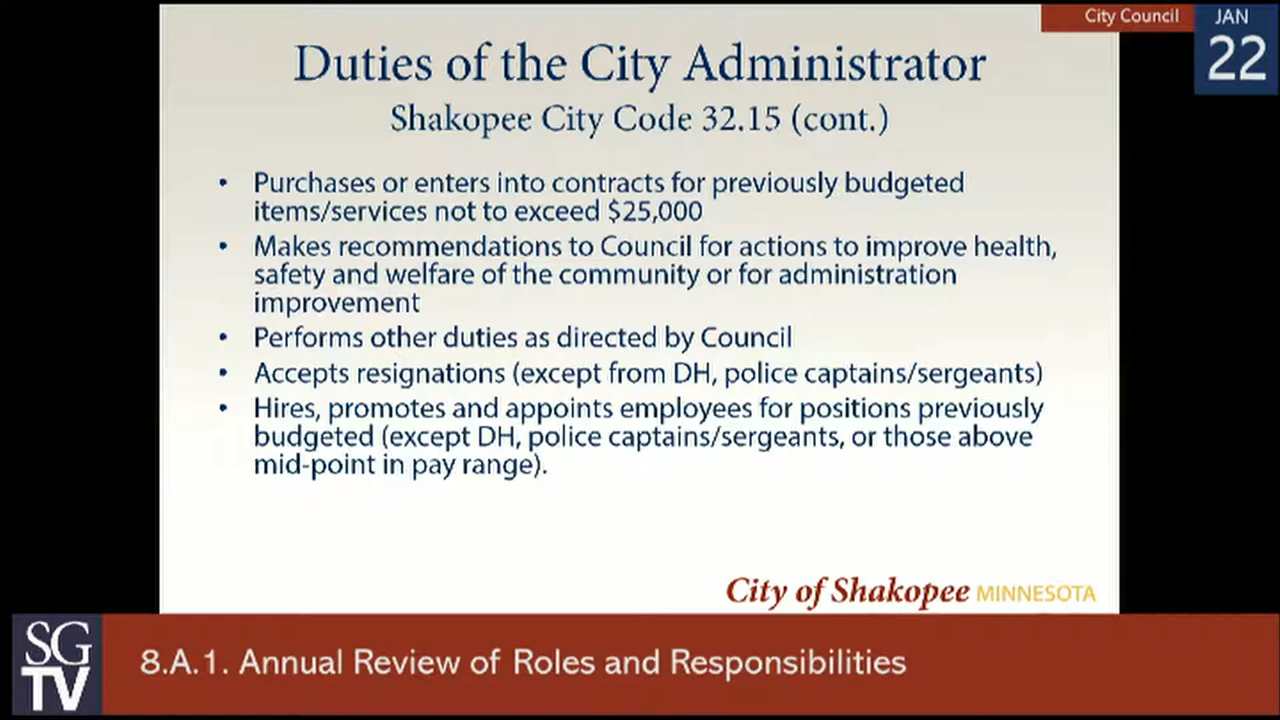 City Council
JAN
22
Duties of the City Administrator
Shakopee City Code 32.15 (cont.)
• Purchases or enters into contracts for previously budgeted
items/services not to exceed $25,000
• Makes recommendations to Council for actions to improve health,
safety and welfare of the community or for administration
improvement
• Performs other duties as directed by Council
• Accepts resignations (except from DH, police captains/sergeants)
• Hires, promotes and appoints employees for positions previously
budgeted (except DH, police captains/sergeants, or those above
mid-point in pay range).
City of Shakopee MINNESOTA
SG
TV
8.A.1. Annual Review of Roles and Responsibilities